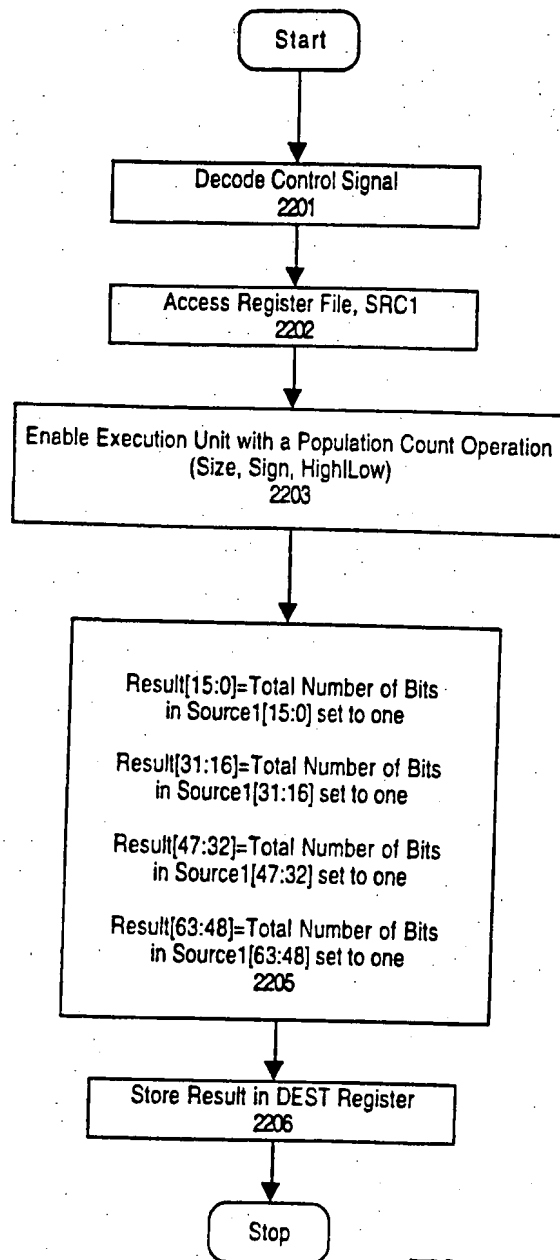 Start
Decode Control Signal
2201
Access Register File, SRC1
2202
Enable Execution Unit with a Population Count Operation
(Size, Sign, High|Low)
2203
Result[15:0]=Total Number of Bits
in Source1[15:0] set to one
Result[31:16]=Total Number of Bits
in Source1[31:16] set to one
Result[47:32]=Total Number of Bits
in Source1[47:32] set to one
Result[63:48]=Total Number of Bits
in Source1[63:48] set to one
2205
Store Result in DEST Register
2206
Stop